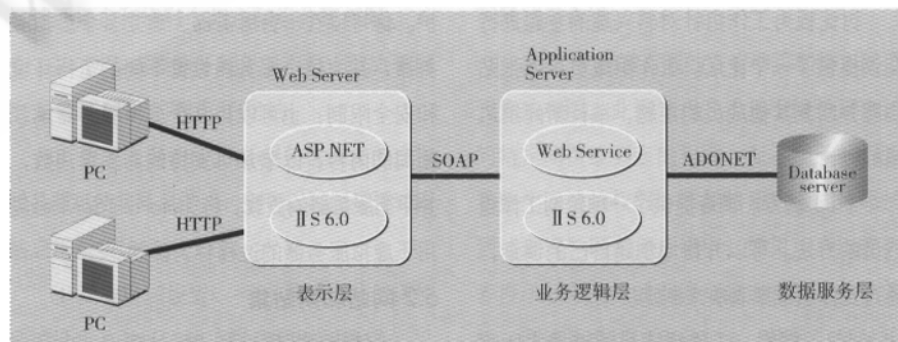 PC
HTTP
PC
HTTP
Web Server
ASP.NET
ⅡS 6.0
表示层
SOAP
Application
Server
Web Service
ⅡS 6.0
业务逻辑层
ADONET
Database
server
数据服务层